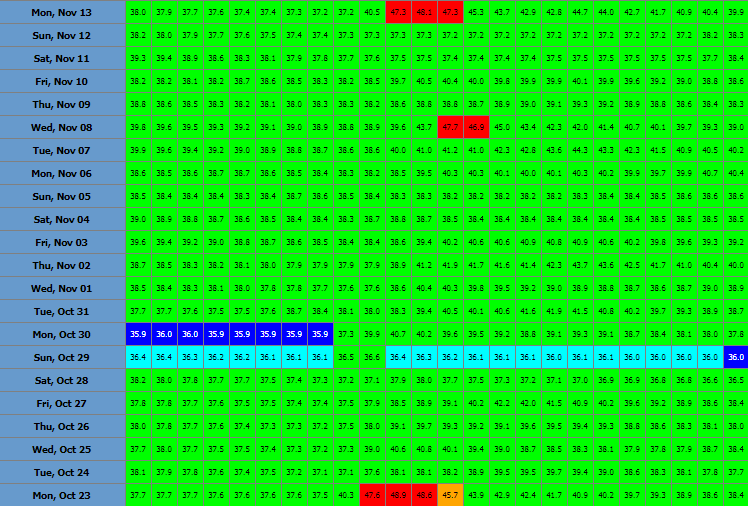 Mon, Nov 13 38.0 37.9 37.7 37.6 37.4 37.4 37.3 37.2 37.2 40.5 47.3 48.1 47.3 45.3 43.7 42.9 42.8 44.7 44.0 42.7 41.7 40.9 40.4 39.9
Sun, Nov 12 38.2 38.0 37.9 37.7 37.6 37.5 37.4 37.4 37.3 37.3 37.3 37.3 37.2 37.2 37.2 37.2 37.2 37.2 37.2 37.2 37.2 37.2 38.2 38.3
Sat, Nov 11 39.3 39.4 38.9 38.6 38.3 38.1 37.9 37.8 37.7 37.6 37.5 37.5 37.4 37.4 37.4 37.4 37.5 37.5 37.5 37.5 37.5 37.5 37.7 38.4
Fri, Nov 10 38.2 38.2 38.1 38.2 38.7 38.6 38.5 38.3 38.2 38.5 39.7 40.5 40.4 40.0 39.8 39.9 39.9 40.1 39.9 39.6 39.2 39.0 38.8 38.6
Thu, Nov 09 38.8 38.6 38.5 38.3 38.2 38.1 38.0 38.3 38.3 38.2 38.6 38.8 38.8 38.7 38.9 39.0 39.1 39.3 39.2 38.9 38.8 38.6 38.4 38.3
Wed, Nov 08 39.8 39.6 39.5 39.3 39.2 39.1 39.0 38.9 38.8 38.9 39.6 43.7 47.7 46.9 45.0 43.4 42.3 42.0 41.4 40.7 40.1 39.7 39.3 39.0
Tue, Nov 07 39.9 39.6 39.4 39.2 39.0 38.9 38.8 38.7 38.6 38.6 40.0 41.0 41.2 41.0 42.3 42.8 43.6 44.3 43.3 42.3 41.5 40.9 40.5 40.2
Mon, Nov 06 38.6 38.5 38.6 38.7 38.7 38.6 38.5 38.4 38.3 38.2 38.5 39.5 40.3 40.3 40.1 40.0 40.1 40.3 40.2 39.9 39.7 39.9 40.7 40.4
Sun, Nov 05 38.5 38.4 38.4 38.4 38.3 38.4 38.7 38.6 38.5 38.4 38.3 38.3 38.2 38.2 38.2 38.2 38.2 38.3 38.4 38.4 38.5 38.6 38.6 38.6
Sat, Nov 04 39.0 38.9 38.8 38.7 38.6 38.5 38.4 38.4 38.3 38.7 38.8 38.7 38.5 38.4 38.4 38.4 38.4 38.4 38.4 38.5 38.5 38.5 38.5 38.5
Fri, Nov 03 39.6 39.4 39.2 39.0 38.8 38.7 38.6 38.5 38.4 38.4 38.6 39.4 40.2 40.6 40.6 40.9 40.8 40.9 40.6 40.2 39.8 39.6 39.3 39.2
Thu, Nov 02 38.7 38.5 38.3 38.2 38.1 38.0 37.9 37.9 37.9 37.9 38.9 41.2 41.9 41.7 41.6 41.4 42.3 43.7 43.6 42.5 41.7 41.0 40.4 40.0
Wed, Nov 01 38.5 38.4 38.3 38.1 38.0 37.8 37.8 37.7 37.6 37.6 38.6 40.4 40.3 39.8 39.5 39.2 39.0 38.9 38.8 38.7 38.6 38.7 39.0 38.9
Tue, Oct 31 37.7 37.7 37.6 37.5 37.5 37.6 38.7 38.4 38.1 38.0 38.3 39.4 40.5 40.1 40.6 41.6 41.9 41.5 40.8 40.2 39.7 39.3 38.9 38.7
Mon, Oct 30 35.9 36.0 36.0 35.9 35.9 35.9 35.9 35.9 37.3 39.9 40.7 40.2 39.6 39.5 39.2 38.8 39.1 39.3 39.1 38.7 38.4 38.1 38.0 37.8
Sun, Oct 29 36.4 36.4 36.3 36.2 36.2 36.1 36.1 36.1 36.5 36.6 36.4 36.3 36.2 36.1 36.1 36.1 36.0 36.1 36.1 36.0 36.0 36.0 36.0 36.0
Sat, Oct 28 38.2 38.0 37.8 37.7 37.7 37.5 37.4 37.3 37.2 37.1 37.9 38.0 37.7 37.5 37.3 37.2 37.1 37.0 36.9 36.9 36.8 36.8 36.6 36.5
Fri, Oct 27 37.8 37.8 37.7 37.6 37.5 37.5 37.4 37.4 37.5 37.9 38.5 38.9 39.1 40.2 42.2 42.0 41.5 40.9 40.2 39.6 39.2 38.9 38.6 38.4
Thu, Oct 26 38.0 37.8 37.7 37.6 37.4 37.3 37.3 37.2 37.5 38.0 39.1 39.7 39.3 39.2 39.1 39.6 39.5 39.4 39.3 38.8 38.6 38.3 38.1 38.0
Wed, Oct 25 37.7 38.0 37.7 37.5 37.5 37.4 37.3 37.2 37.3 39.0 40.6 40.8 40.1 39.4 39.0 38.7 38.5 38.3 38.1 37.9 37.8 37.9 38.7 38.4
Tue, Oct 24 38.1 37.9 37.8 37.6 37.4 37.5 37.2 37.1 37.1 37.6 38.1 38.1 38.2 38.9 39.5 39.5 39.7 39.4 39.0 38.6 38.3 38.1 37.8 37.7
Mon, Oct 23 37.7 37.7 37.7 37.6 37.6 37.6 37.6 37.5 40.3 47.6 48.9 48.6 45.7 43.9 42.9 42.4 41.7 40.9 40.2 39.7 39.3 38.9 38.6 38.4